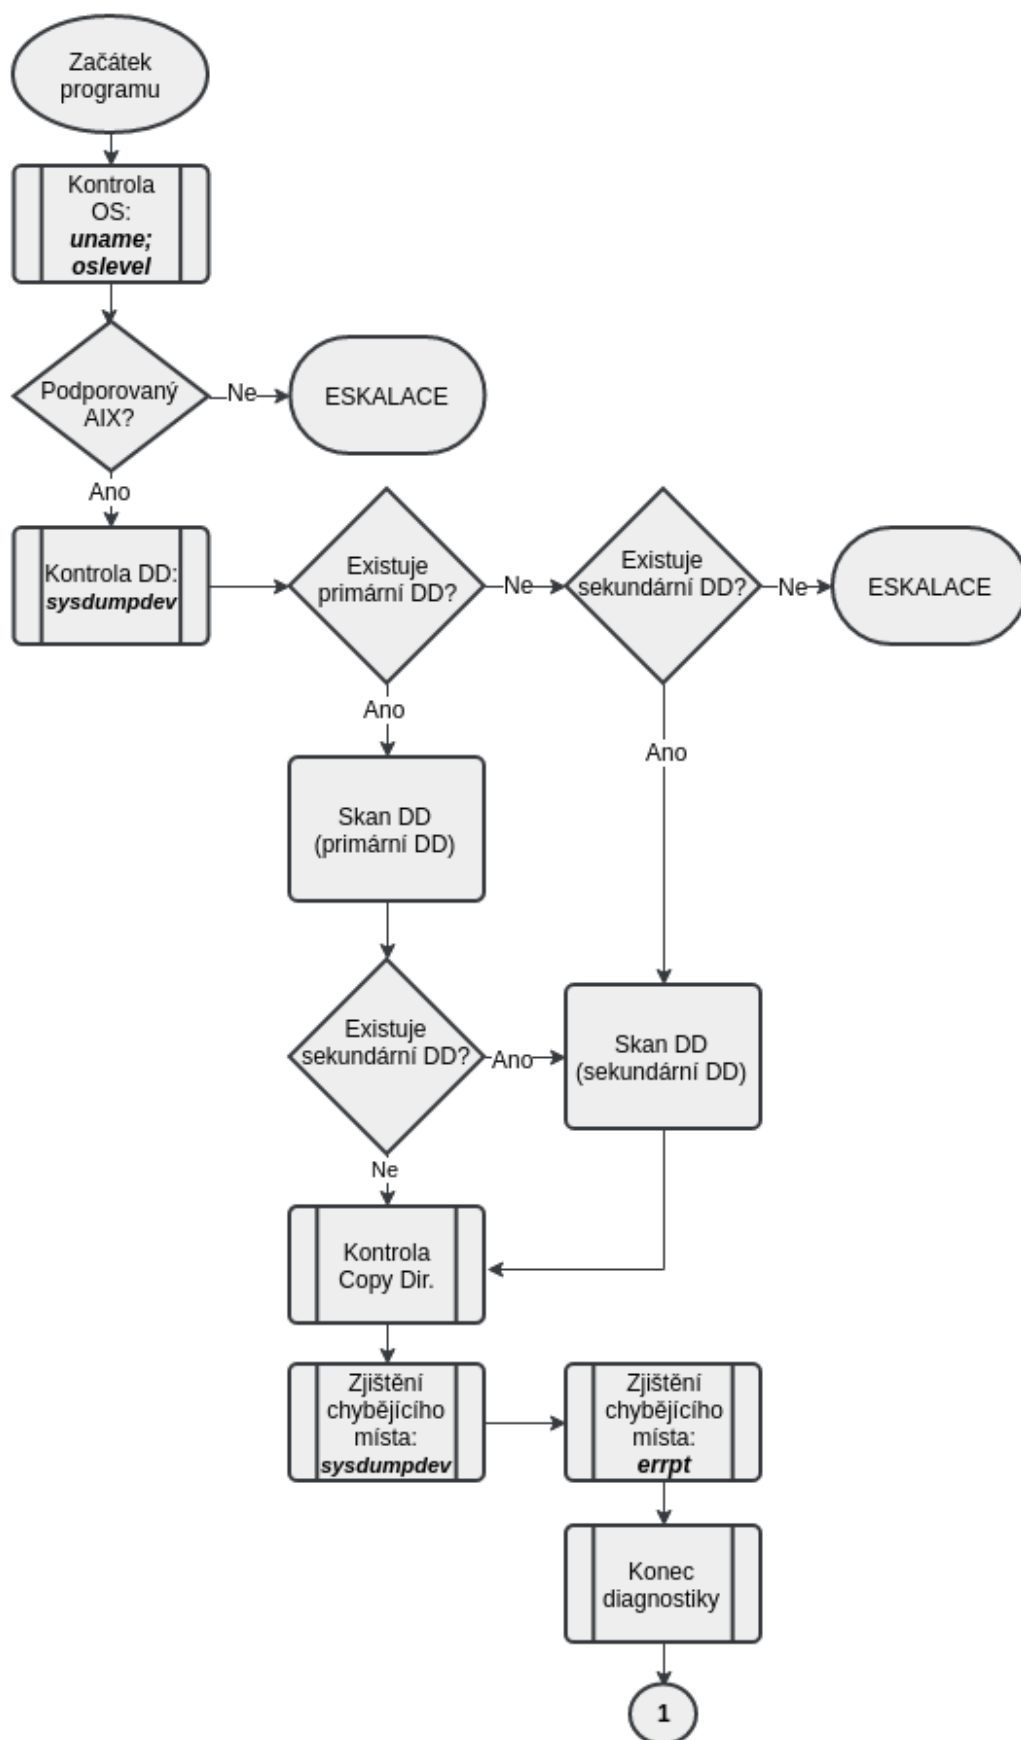 Začátek
programu
Kontrola
OS:
uname;
oslevel
Podporovaný
AIX?
Ne
ESKALACE
Ano
Kontrola DD:
sysdumpdev
Existuje
primární DD?
Ne
Existuje
sekundární DD?
Ne
ESKALACE
Ano
Ano
Skan DD
(primární DD)
Existuje
sekundární DD?
Ano
Skan DD
(sekundární DD)
Ne
Kontrola
Copy Dir.
Zjištění
chybějícího
místa:
sysdumpdev
Zjištění
chybějícího
místa:
errpt
Konec
diagnostiky
1